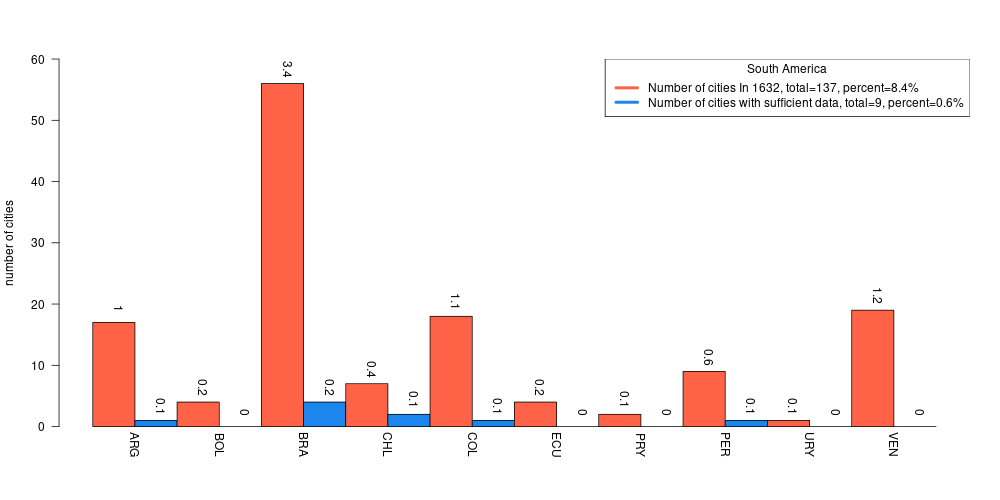 South America
Number of cities In 1632, total=137, percent=8.4%
Number of cities with sufficient data, total=9, percent=0.6%
number of cities
60
50
40
30
20
10
0
1
0.1
0.2
0
3.4
0.2
0.4
0.1
1.1
0.1
0.2
0
0.1
0
0.6
0.1
0.1
0
1.2
0
ARG
BOL
BRA
CHL
COL
ECU
PRY
PER
URY
VEN